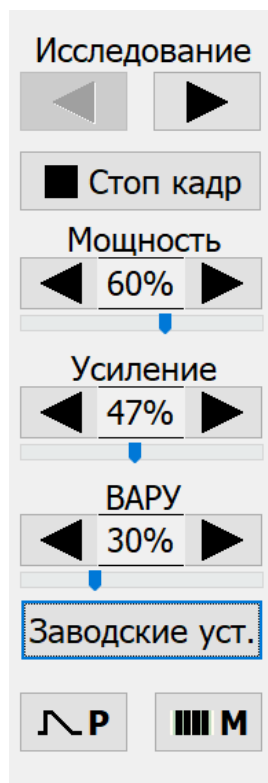 Исследование
Стоп кадр
Мощность
60%
Усиление
47%
ВАРУ
30%
Заводские уст.
P M